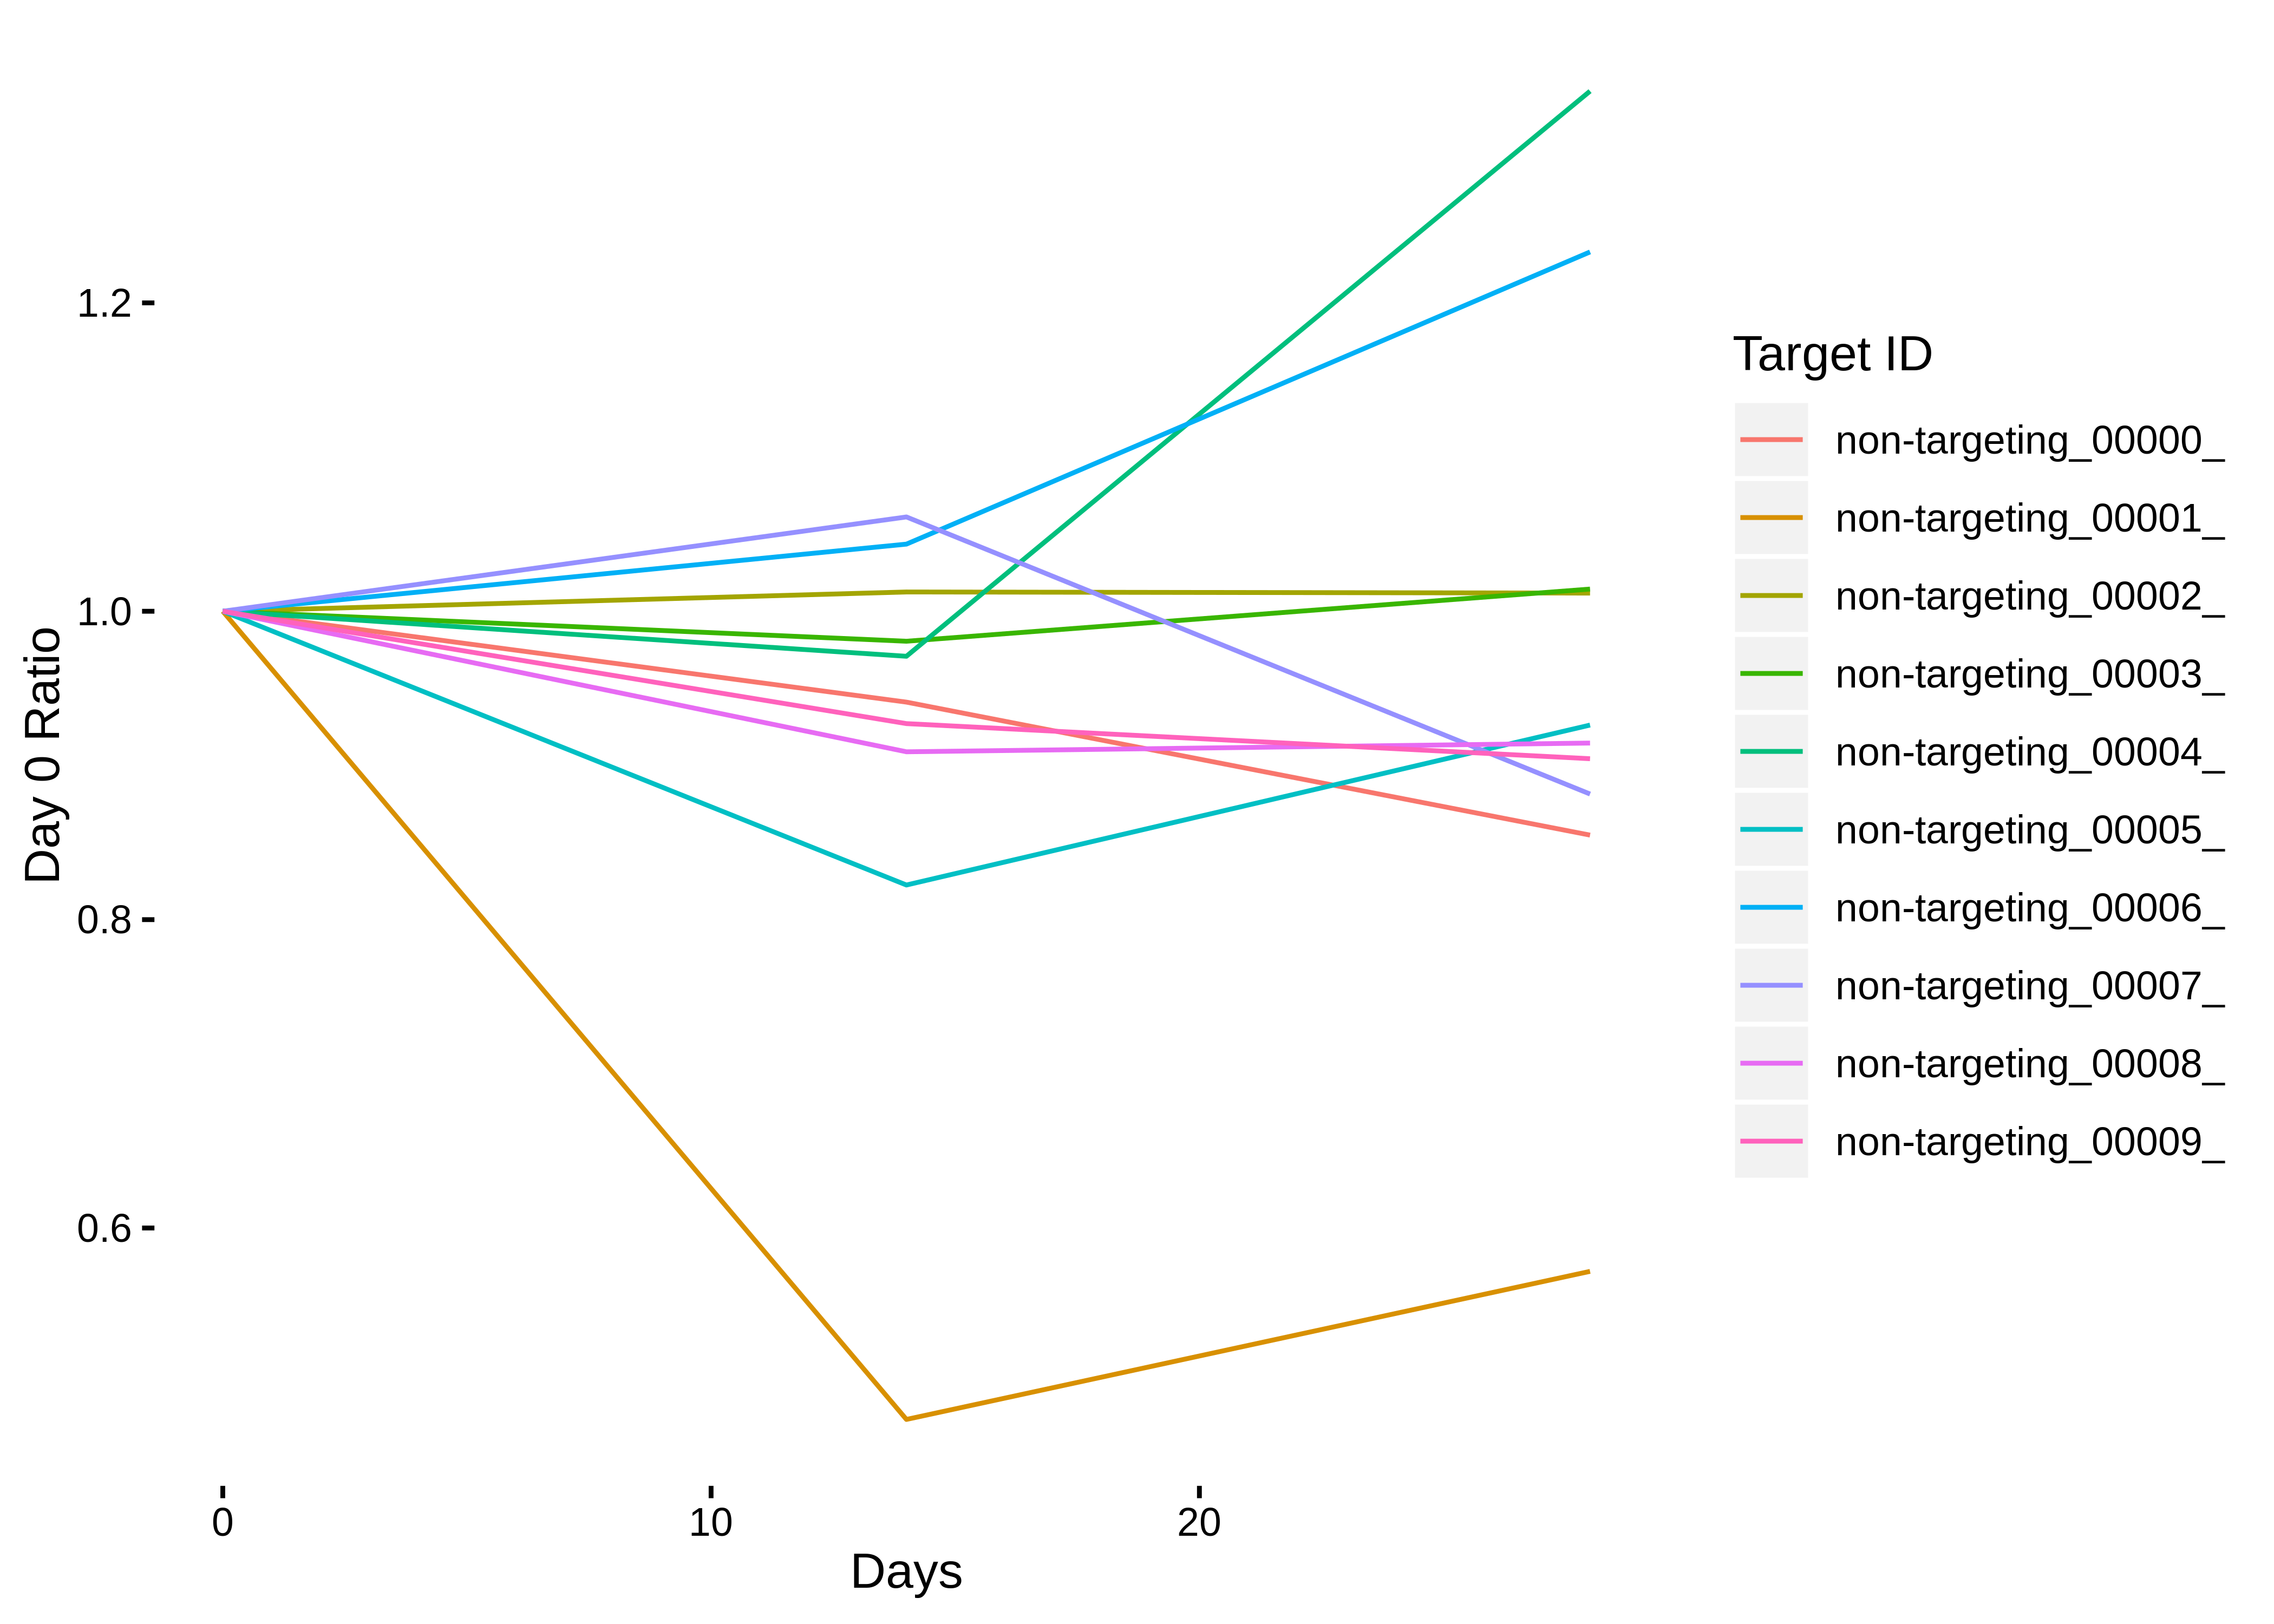 Day 0 Ratio
1.2
1.0
0.8
0.6
0
10
20
Days
Target ID
non-targeting_00000_
non-targeting_00001_
non-targeting_00002_
non-targeting_00003_
non-targeting_00004_
non-targeting_00005_
non-targeting_00006_
non-targeting_00007_
non-targeting_00008_
non-targeting_00009_